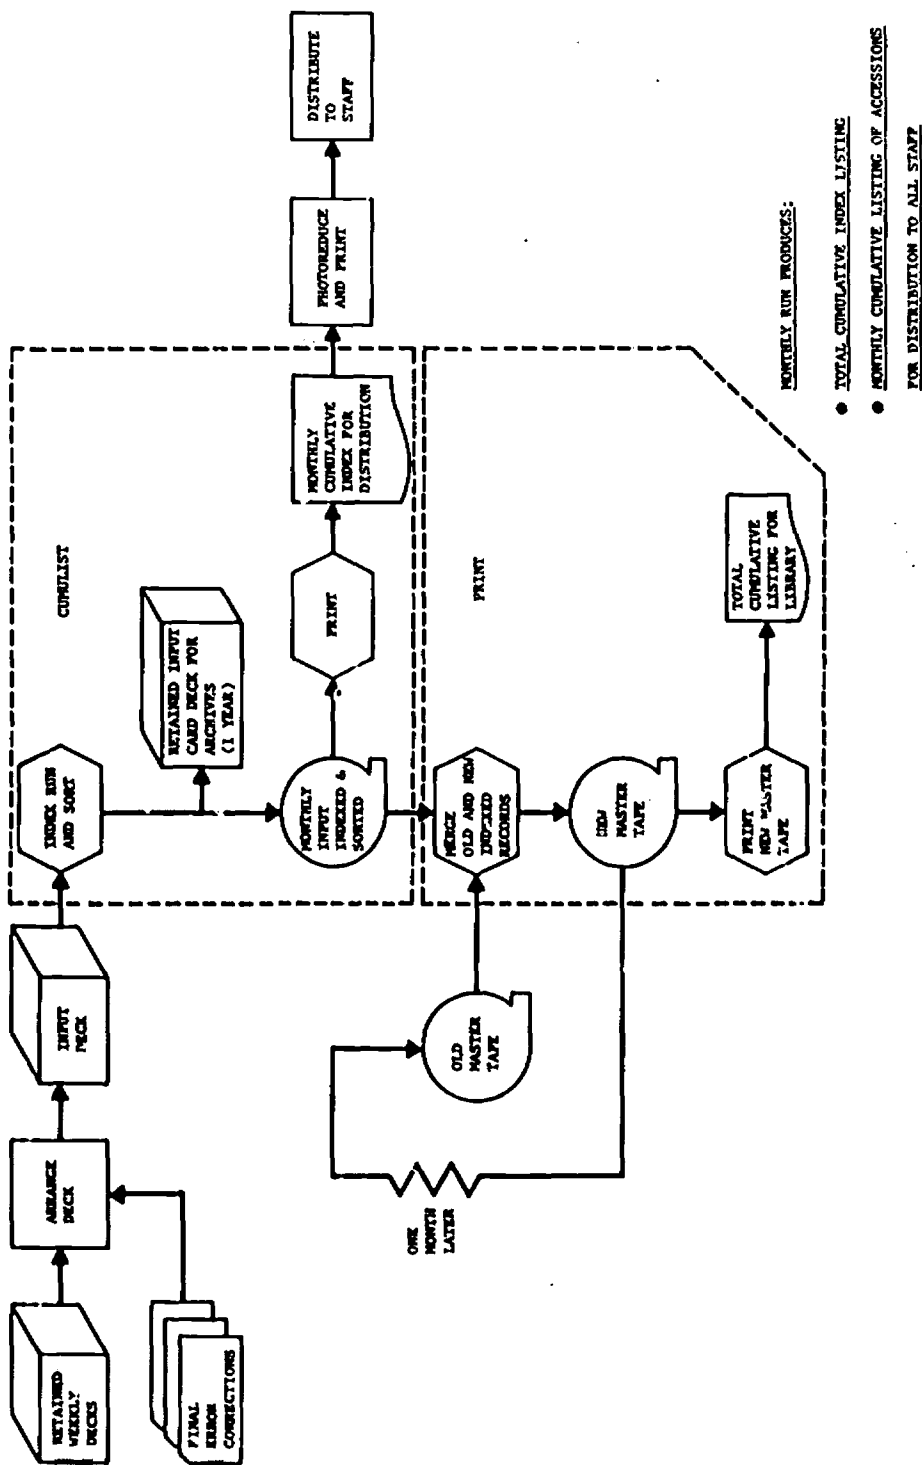 RETAINED
WEEKLY
DECKS
FINAL
ERROR
CORRECTIONS
ARRANGE
DECK
INPUT
DECK
CUMULIST
INDEX RUN
AND SORT
RETAINED INPUT
CARD DECK FOR
ARCHIVES
(1 YEAR)
MONTHLY
INPUT
INDEXED &
SORTED
PRINT
MONTHLY
CUMULATIVE
INDEX FOR
DISTRIBUTION
PHOTOREDUCE
AND PRINT
DISTRIBUTE
TO
STAFF
ONE
MONTH
LATER
OLD
MASTER
TAPE
PRINT
MERGE
OLD AND NEW
INDEXED
RECORDS
NEW
MASTER
TAPE
PRINT
NEW MASTER
TAPE
TOTAL
CUMULATIVE
LISTING FOR
LIBRARY
MONTHLY RUN PRODUCES:
● TOTAL CUMULATIVE INDEX LISTING
● MONTHLY CUMULATIVE LISTING OF ACCESSIONS
FOR DISTRIBUTION TO ALL STAFF